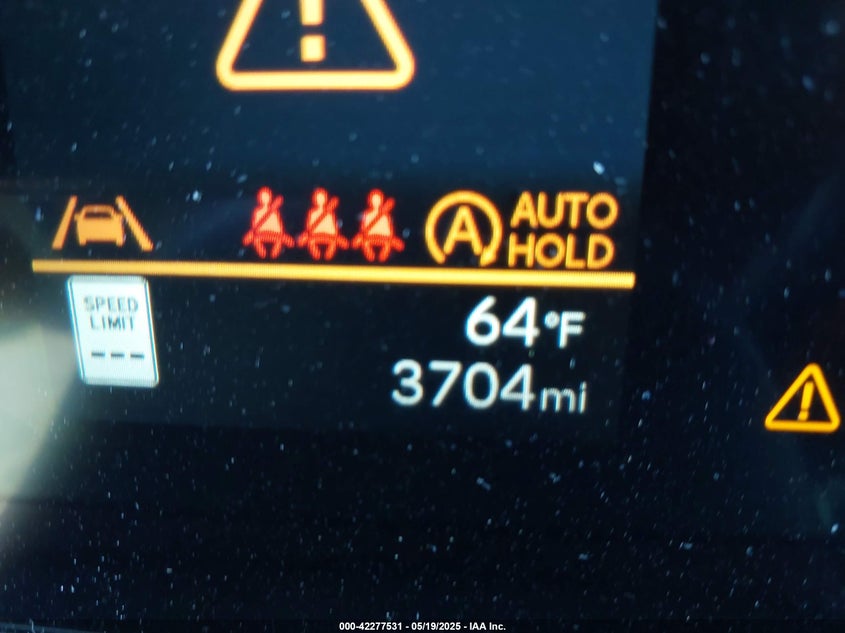 AUTO
HOLD
A
SPEED
LIMIT
---
64°F
3704mi
000-42277531 - 05/19/2025 - IAA Inc.